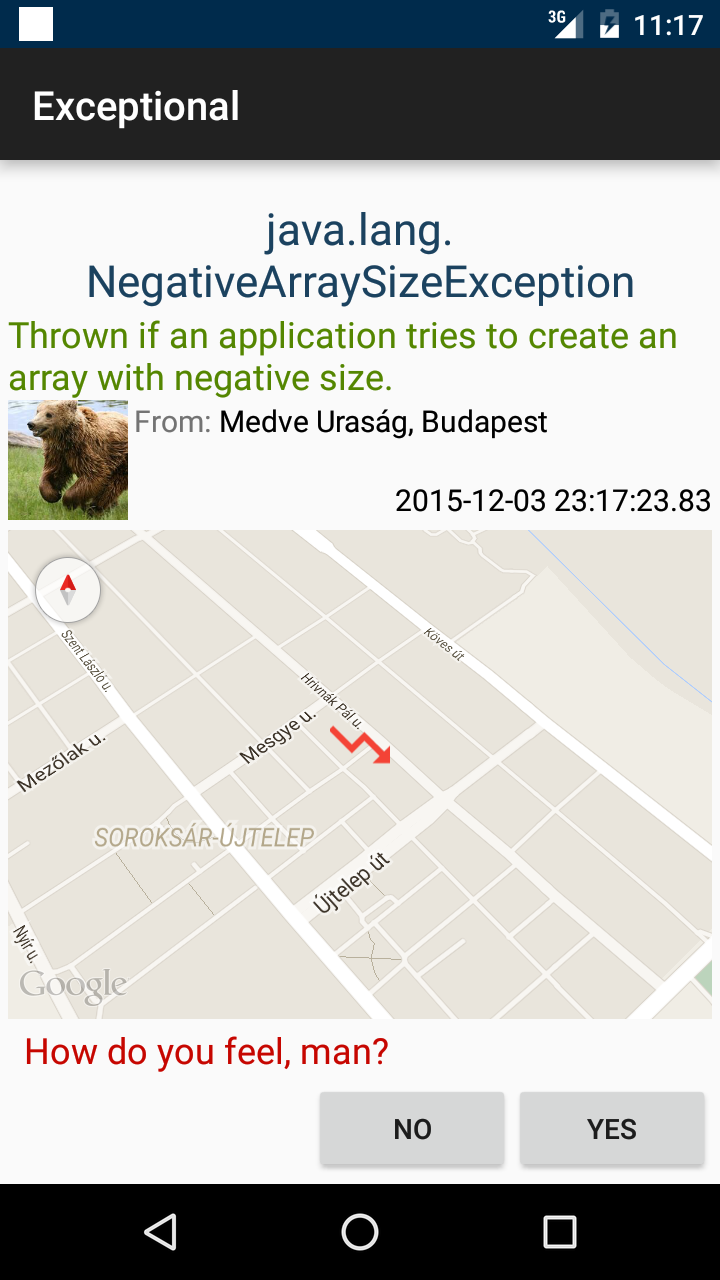 3G 11:17
Exceptional
java.lang.
NegativeArraySizeException
Thrown if an application tries to create an
array with negative size.
From: Medve Uraság, Budapest
2015-12-03 23:17:23.83
Szent László u.
Köves út
Hrivnák Pál u.
Mesgye u.
Mezőlak u.
SOROKSÁR-ÚJTELEP
Újtelep út
Nyír u.
Google
How do you feel, man?
NO YES